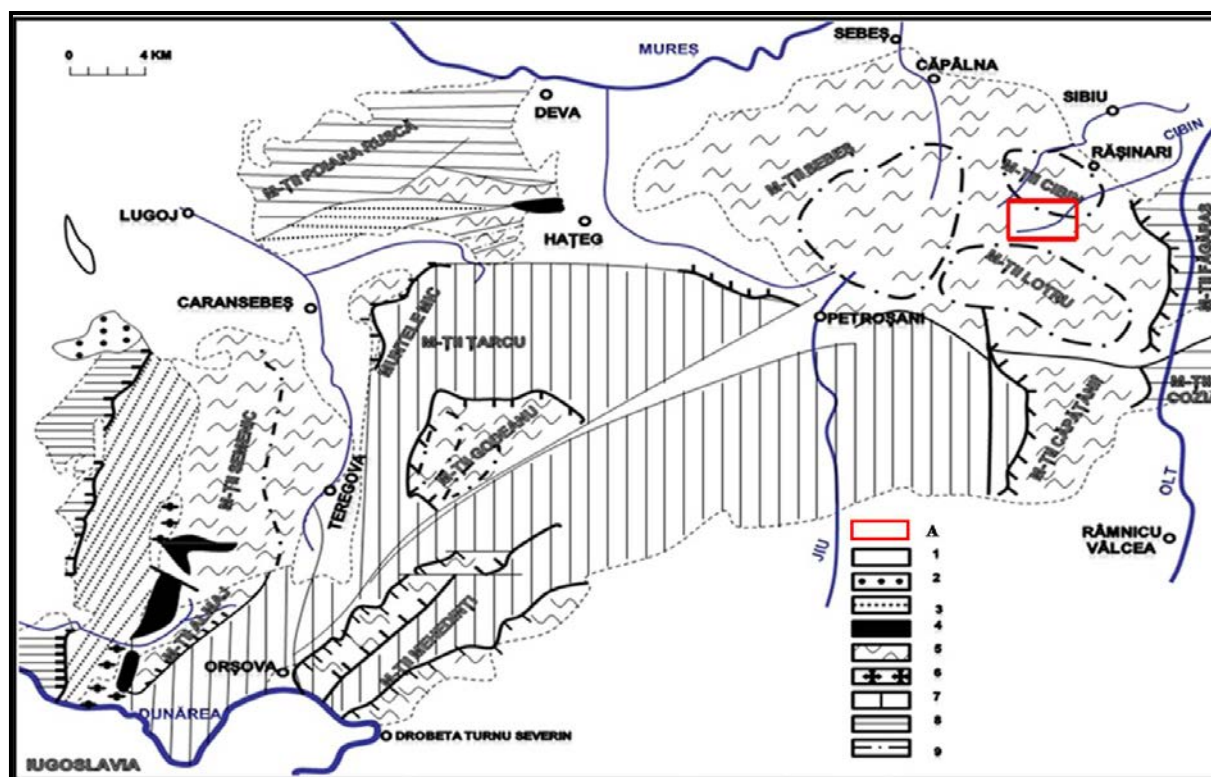 0 4 KM
MUREȘ
SEBEȘ
CĂPÂLNA
SIBIU
CIBIN
DEVA
M-ȚII POIANA RUSCĂ
M-ȚII BEBEȘ
RĂȘINARI
M-ȚII CIBIN
LUGOJ
HAȚEG
M-ȚII FĂGĂRAȘ
M-ȚII LOTRU
CARANSEBEȘ
MUNTELE MIC
M-ȚII ȚARCU
PETROȘANI
M-ȚII COZIA
M-ȚII GODEANU
M-ȚII CĂPĂȚÂNII
M-ȚII SEMENIC
TEREGOVA
OLT
JIU
RÂMNICU
VÂLCEA
M-ȚII ALMAJ
M-ȚII MEHEDINȚI
ORȘOVA
DUNĂREA
DROBETA TURNU SEVERIN
IUGOSLAVIA
A
1
2
3
4
5
6
7
8
9